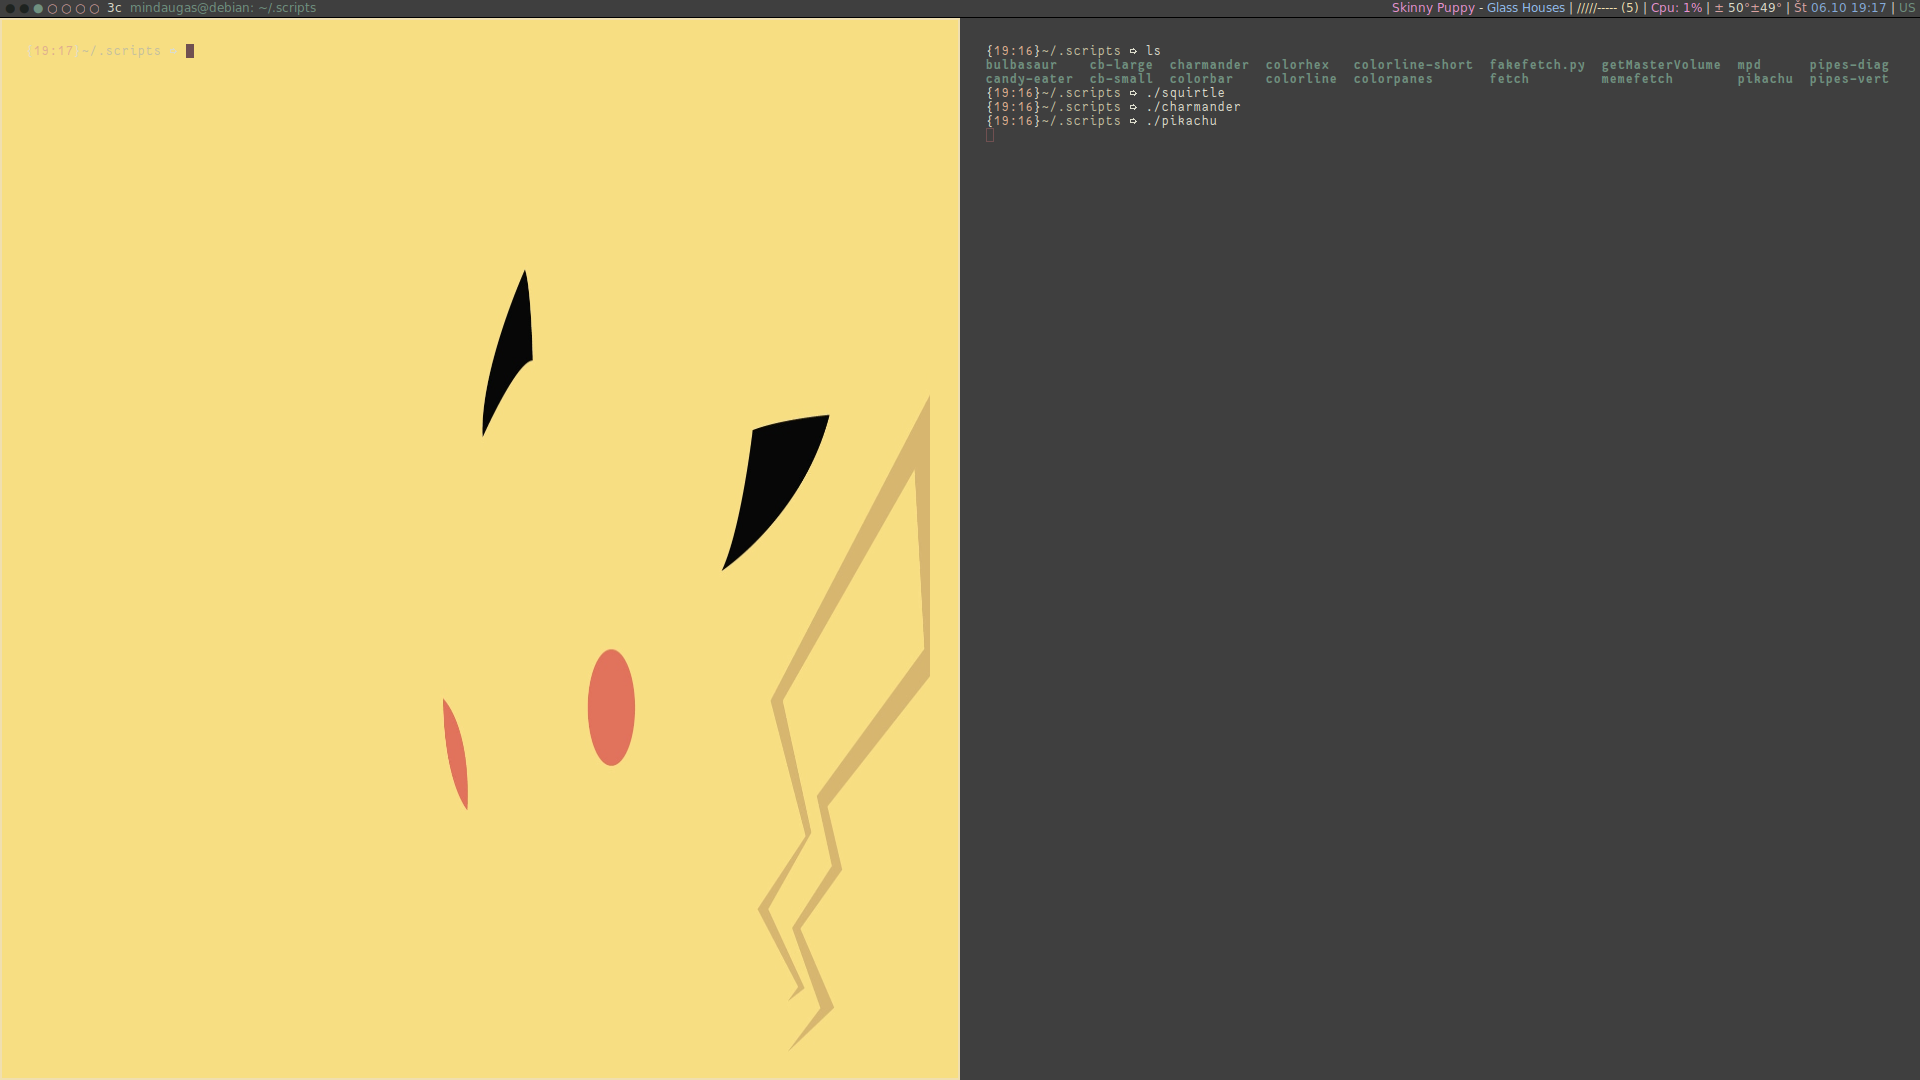 3c mindaugas@debian: ~/.scripts
Skinny Puppy - Glass Houses | /////----- (5) | Cpu: 1% | ± 50°±49° | Št 06.10 19:17 | US
{19:17}~/.scripts
{19:16}~/.scripts ⇨ ls
bulbasaur cb-large charmander colorhex colorline-short fakefetch.py getMasterVolume mpd pipes-diag
candy-eater cb-small colorbar colorline colorpanes fetch memefetch pikachu pipes-vert
{19:16}~/.scripts ⇨ ./squirtle
{19:16}~/.scripts ⇨ ./charmander
{19:16}~/.scripts ⇨ ./pikachu